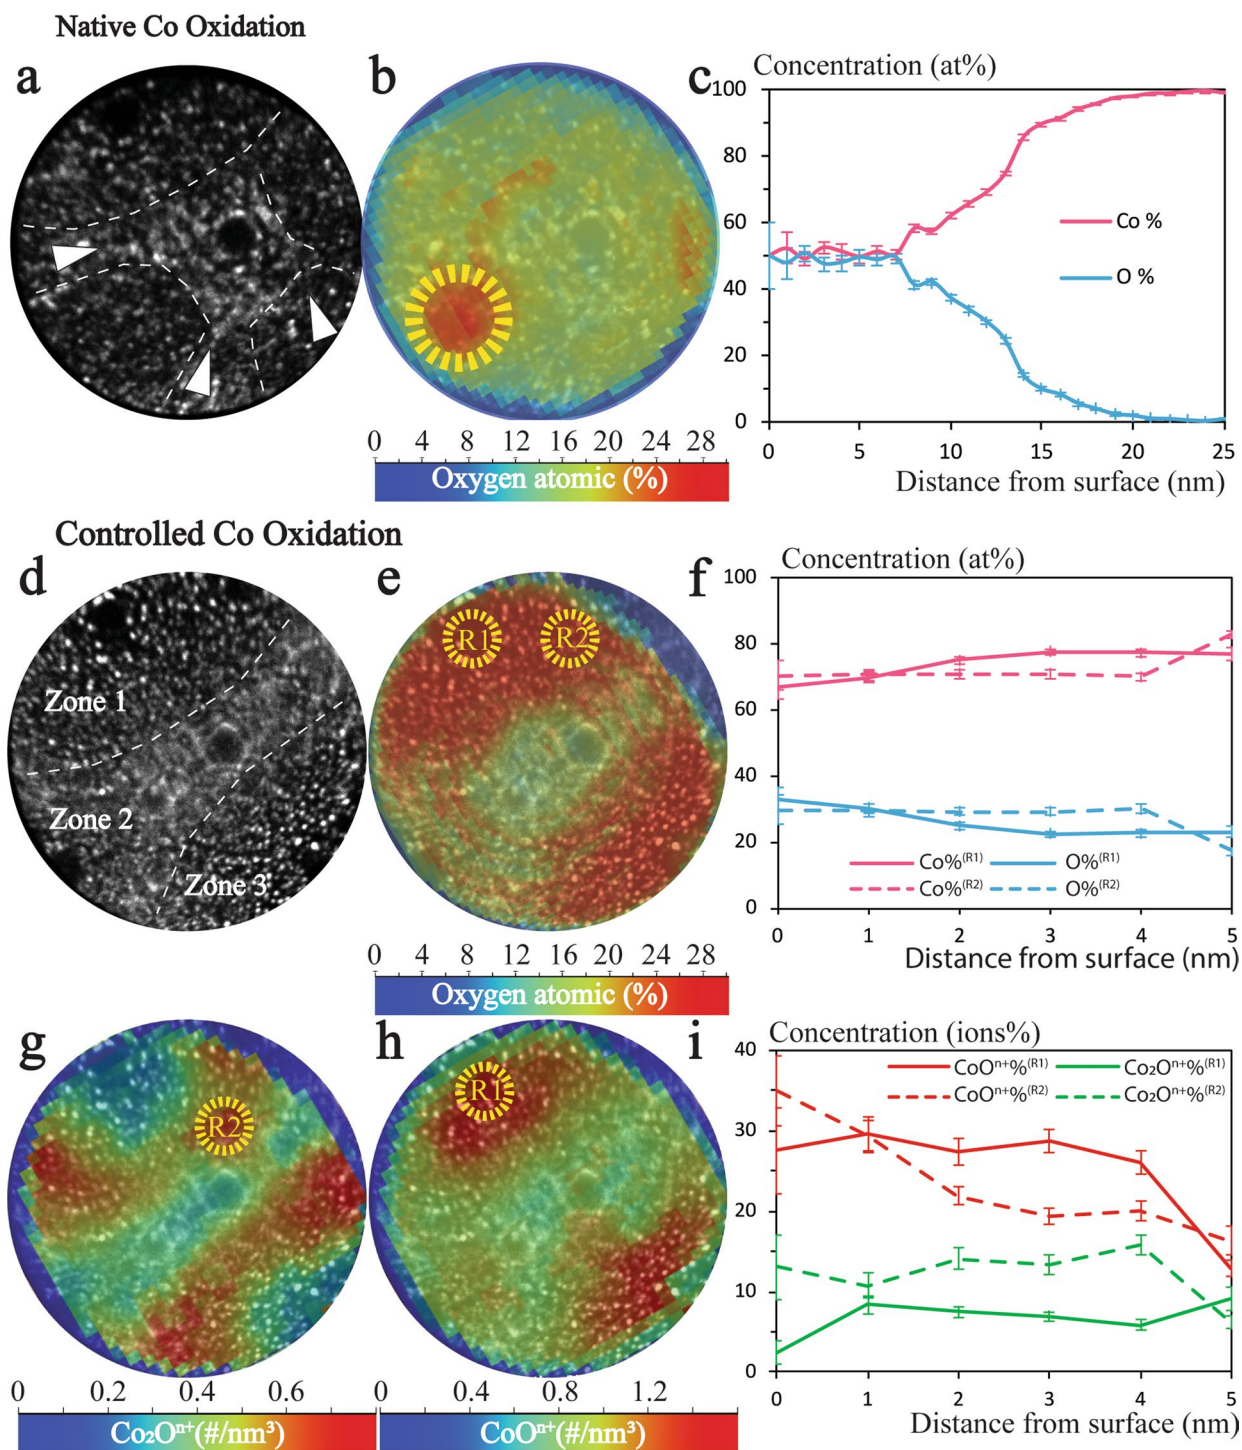 Native Co Oxidation
a
b
c
Concentration (at%)
100
80
60
40
20
0
Co %
O %
0 5 10 15 20 25
Distance from surface (nm)
0 4 8 12 16 20 24 28
Oxygen atomic (%)
Controlled Co Oxidation
d
Zone 1
Zone 2
Zone 3
e
R1 R2
f
Concentration (at%)
100
80
60
40
20
0
Co%(R1) O%(R1)
Co%(R2) O%(R2)
0 1 2 3 4 5
Distance from surface (nm)
0 4 8 12 16 20 24 28
Oxygen atomic (%)
g
R2
h
R1
i
Concentration (ions%)
40
30
20
10
0
CoOⁿ⁺%(R1) Co₂Oⁿ⁺%(R1)
CoOⁿ⁺%(R2) Co₂Oⁿ⁺%(R2)
0 1 2 3 4 5
Distance from surface (nm)
0 0.2 0.4 0.6
Co₂Oⁿ⁺(#/nm³)
0 0.4 0.8 1.2
CoOⁿ⁺(#/nm³)